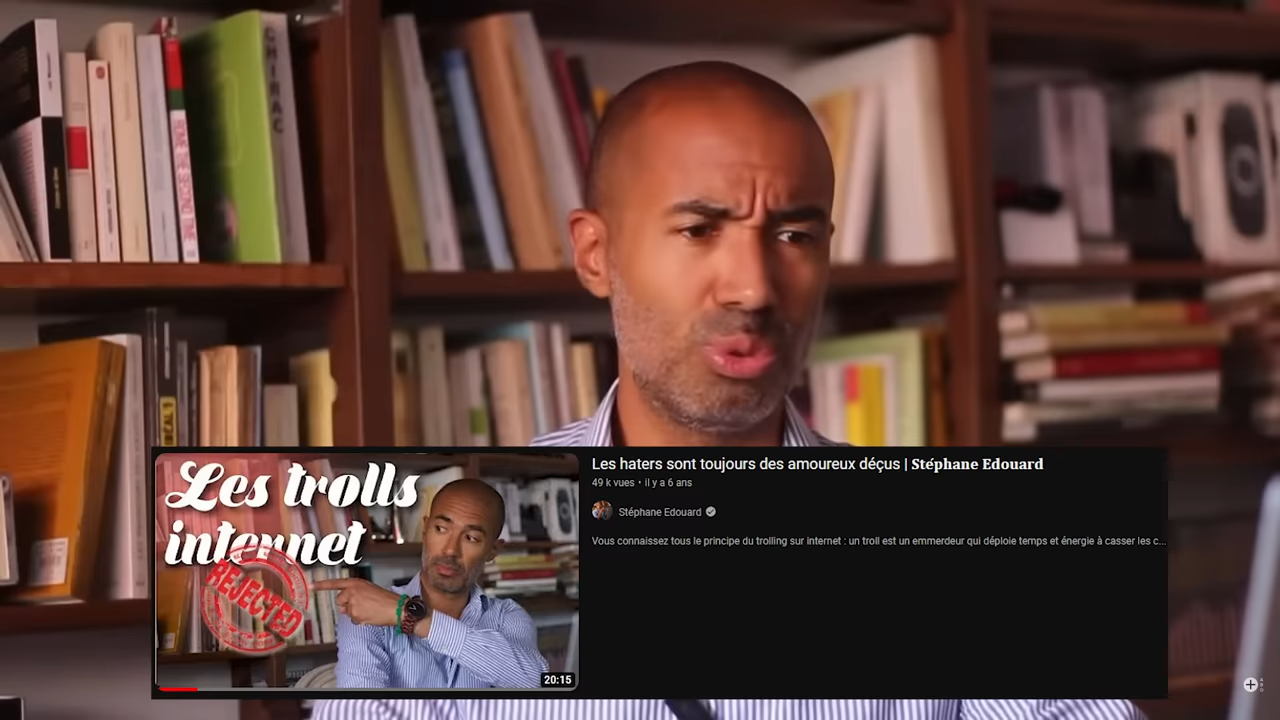 CHIRAC
Les trolls
internet
REJECTED
20:15
Les haters sont toujours des amoureux déçus | Stéphane Edouard
49 k vues • il y a 6 ans
Stéphane Edouard
Vous connaissez tous le principe du trolling sur internet : un troll est un emmerdeur qui déploie temps et énergie à casser les c...